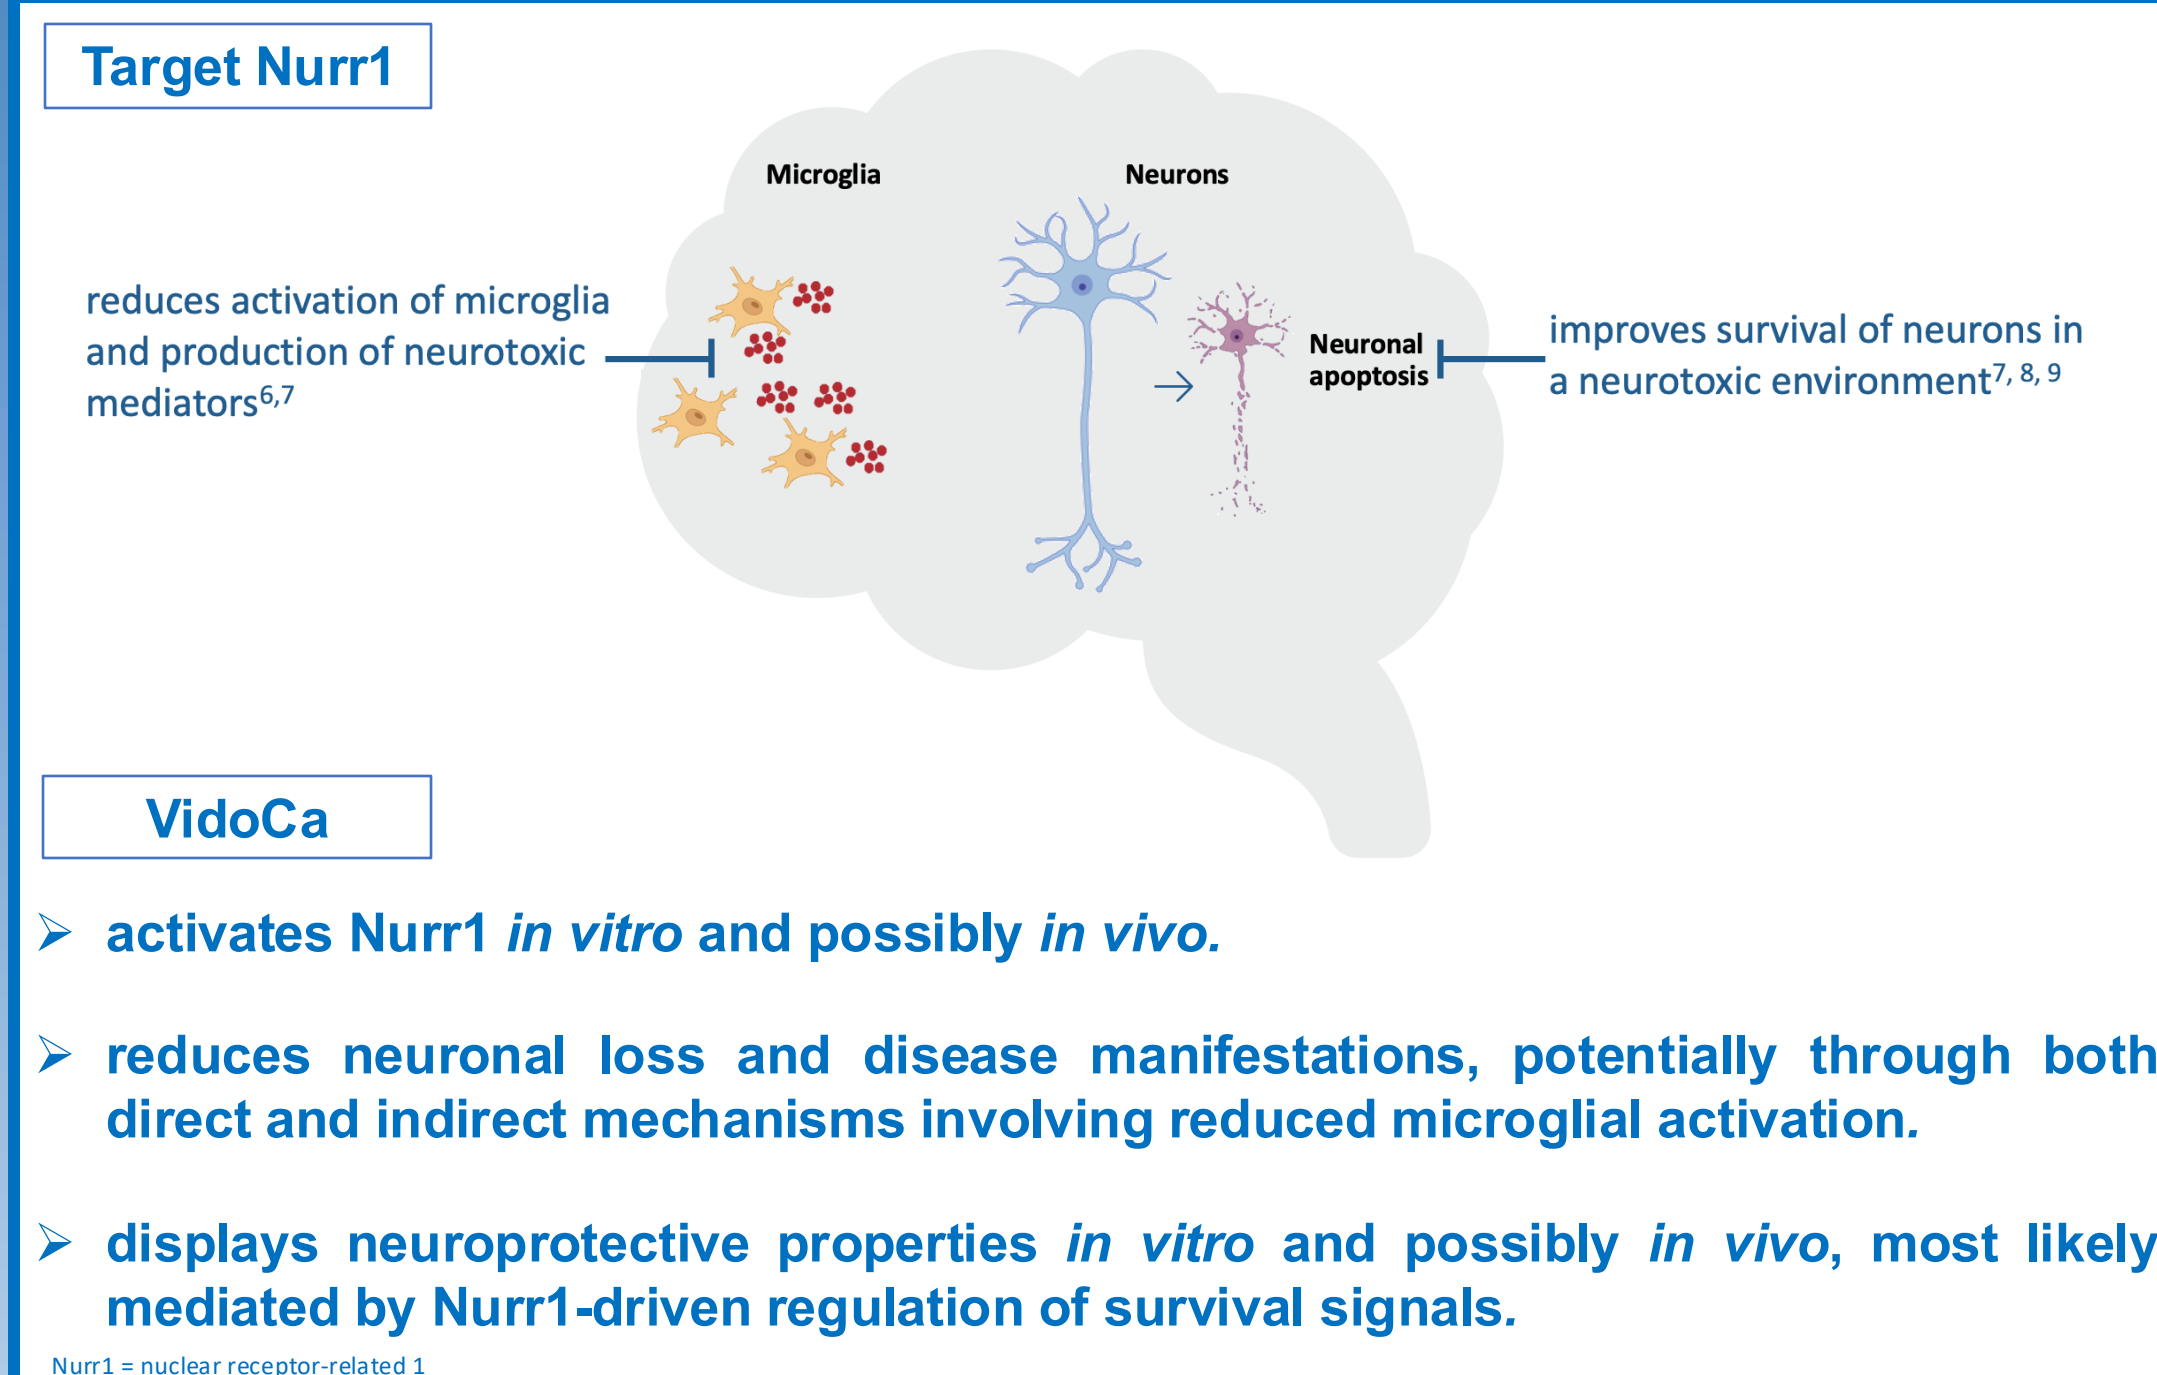 Target Nurr1
Microglia
Neurons
reduces activation of microglia
and production of neurotoxic
mediators6,7
Neuronal
apoptosis
improves survival of neurons in
a neurotoxic environment7, 8, 9
VidoCa
➢ activates Nurr1 in vitro and possibly in vivo.
➢ reduces neuronal loss and disease manifestations, potentially through both
direct and indirect mechanisms involving reduced microglial activation.
➢ displays neuroprotective properties in vitro and possibly in vivo, most likely
mediated by Nurr1-driven regulation of survival signals.
Nurr1 = nuclear receptor-related 1